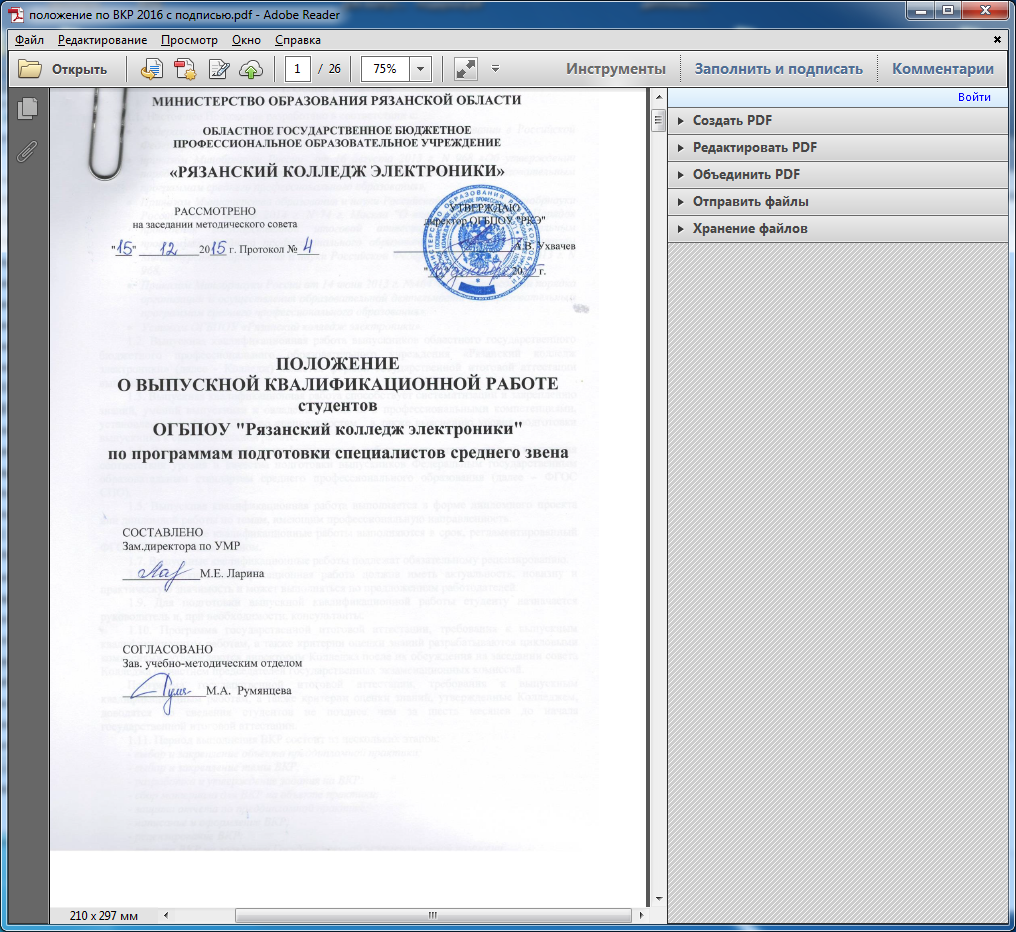 положение по ВКР 2016 с подписью.pdf - Adobe Reader
Файл Редактирование Просмотр Окно Справка
Открыть 1 / 26 75% Инструменты Заполнить и подписать Комментарии
Войти
Создать PDF
Редактировать PDF
Объединить PDF
Отправить файлы
Хранение файлов
МИНИСТЕРСТВО ОБРАЗОВАНИЯ РЯЗАНСКОЙ ОБЛАСТИ
ОБЛАСТНОЕ ГОСУДАРСТВЕННОЕ БЮДЖЕТНОЕ
ПРОФЕССИОНАЛЬНОЕ ОБРАЗОВАТЕЛЬНОЕ УЧРЕЖДЕНИЕ
«РЯЗАНСКИЙ КОЛЛЕДЖ ЭЛЕКТРОНИКИ»
РАССМОТРЕНО
на заседании методического совета
"15" 12 2015 г. Протокол № 4
УТВЕРЖДАЮ
директор ОГБПОУ "РКЭ"
А.В. Ухвачев
ПОЛОЖЕНИЕ
О ВЫПУСКНОЙ КВАЛИФИКАЦИОННОЙ РАБОТЕ
студентов
ОГБПОУ "Рязанский колледж электроники"
по программам подготовки специалистов среднего звена
СОСТАВЛЕНО
Зам.директора по УМР
М.Е. Ларина
СОГЛАСОВАНО
Зав. учебно-методическим отделом
М.А. Румянцева
210 x 297 мм